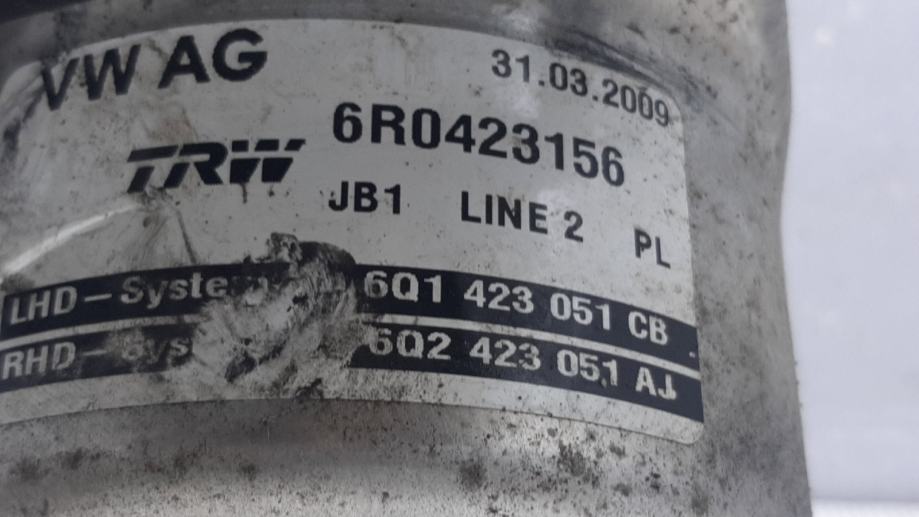 VW AG
31.03.2009
6R0423156
TRW
JB1 LINE 2 PL
LHD-System 6Q1 423 051 CB
RHD-Sys 6Q2 423 051 AJ